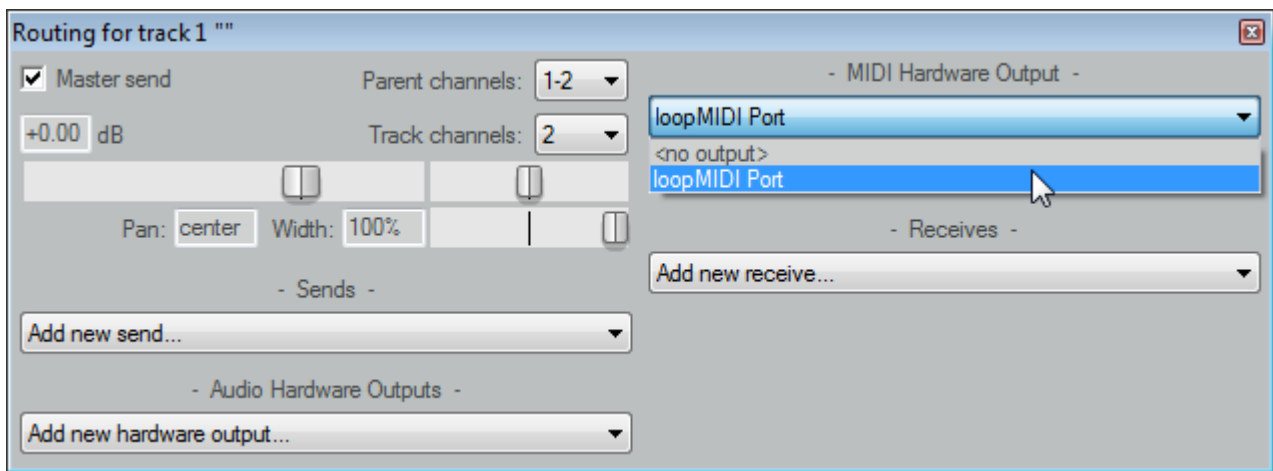 Routing for track 1 ""
Master send
Parent channels: 1-2
+0.00 dB
Track channels: 2
Pan: center Width: 100%
- Sends -
Add new send...
- Audio Hardware Outputs -
Add new hardware output...
- MIDI Hardware Output -
loopMIDI Port
<no output>
loopMIDI Port
- Receives -
Add new receive...